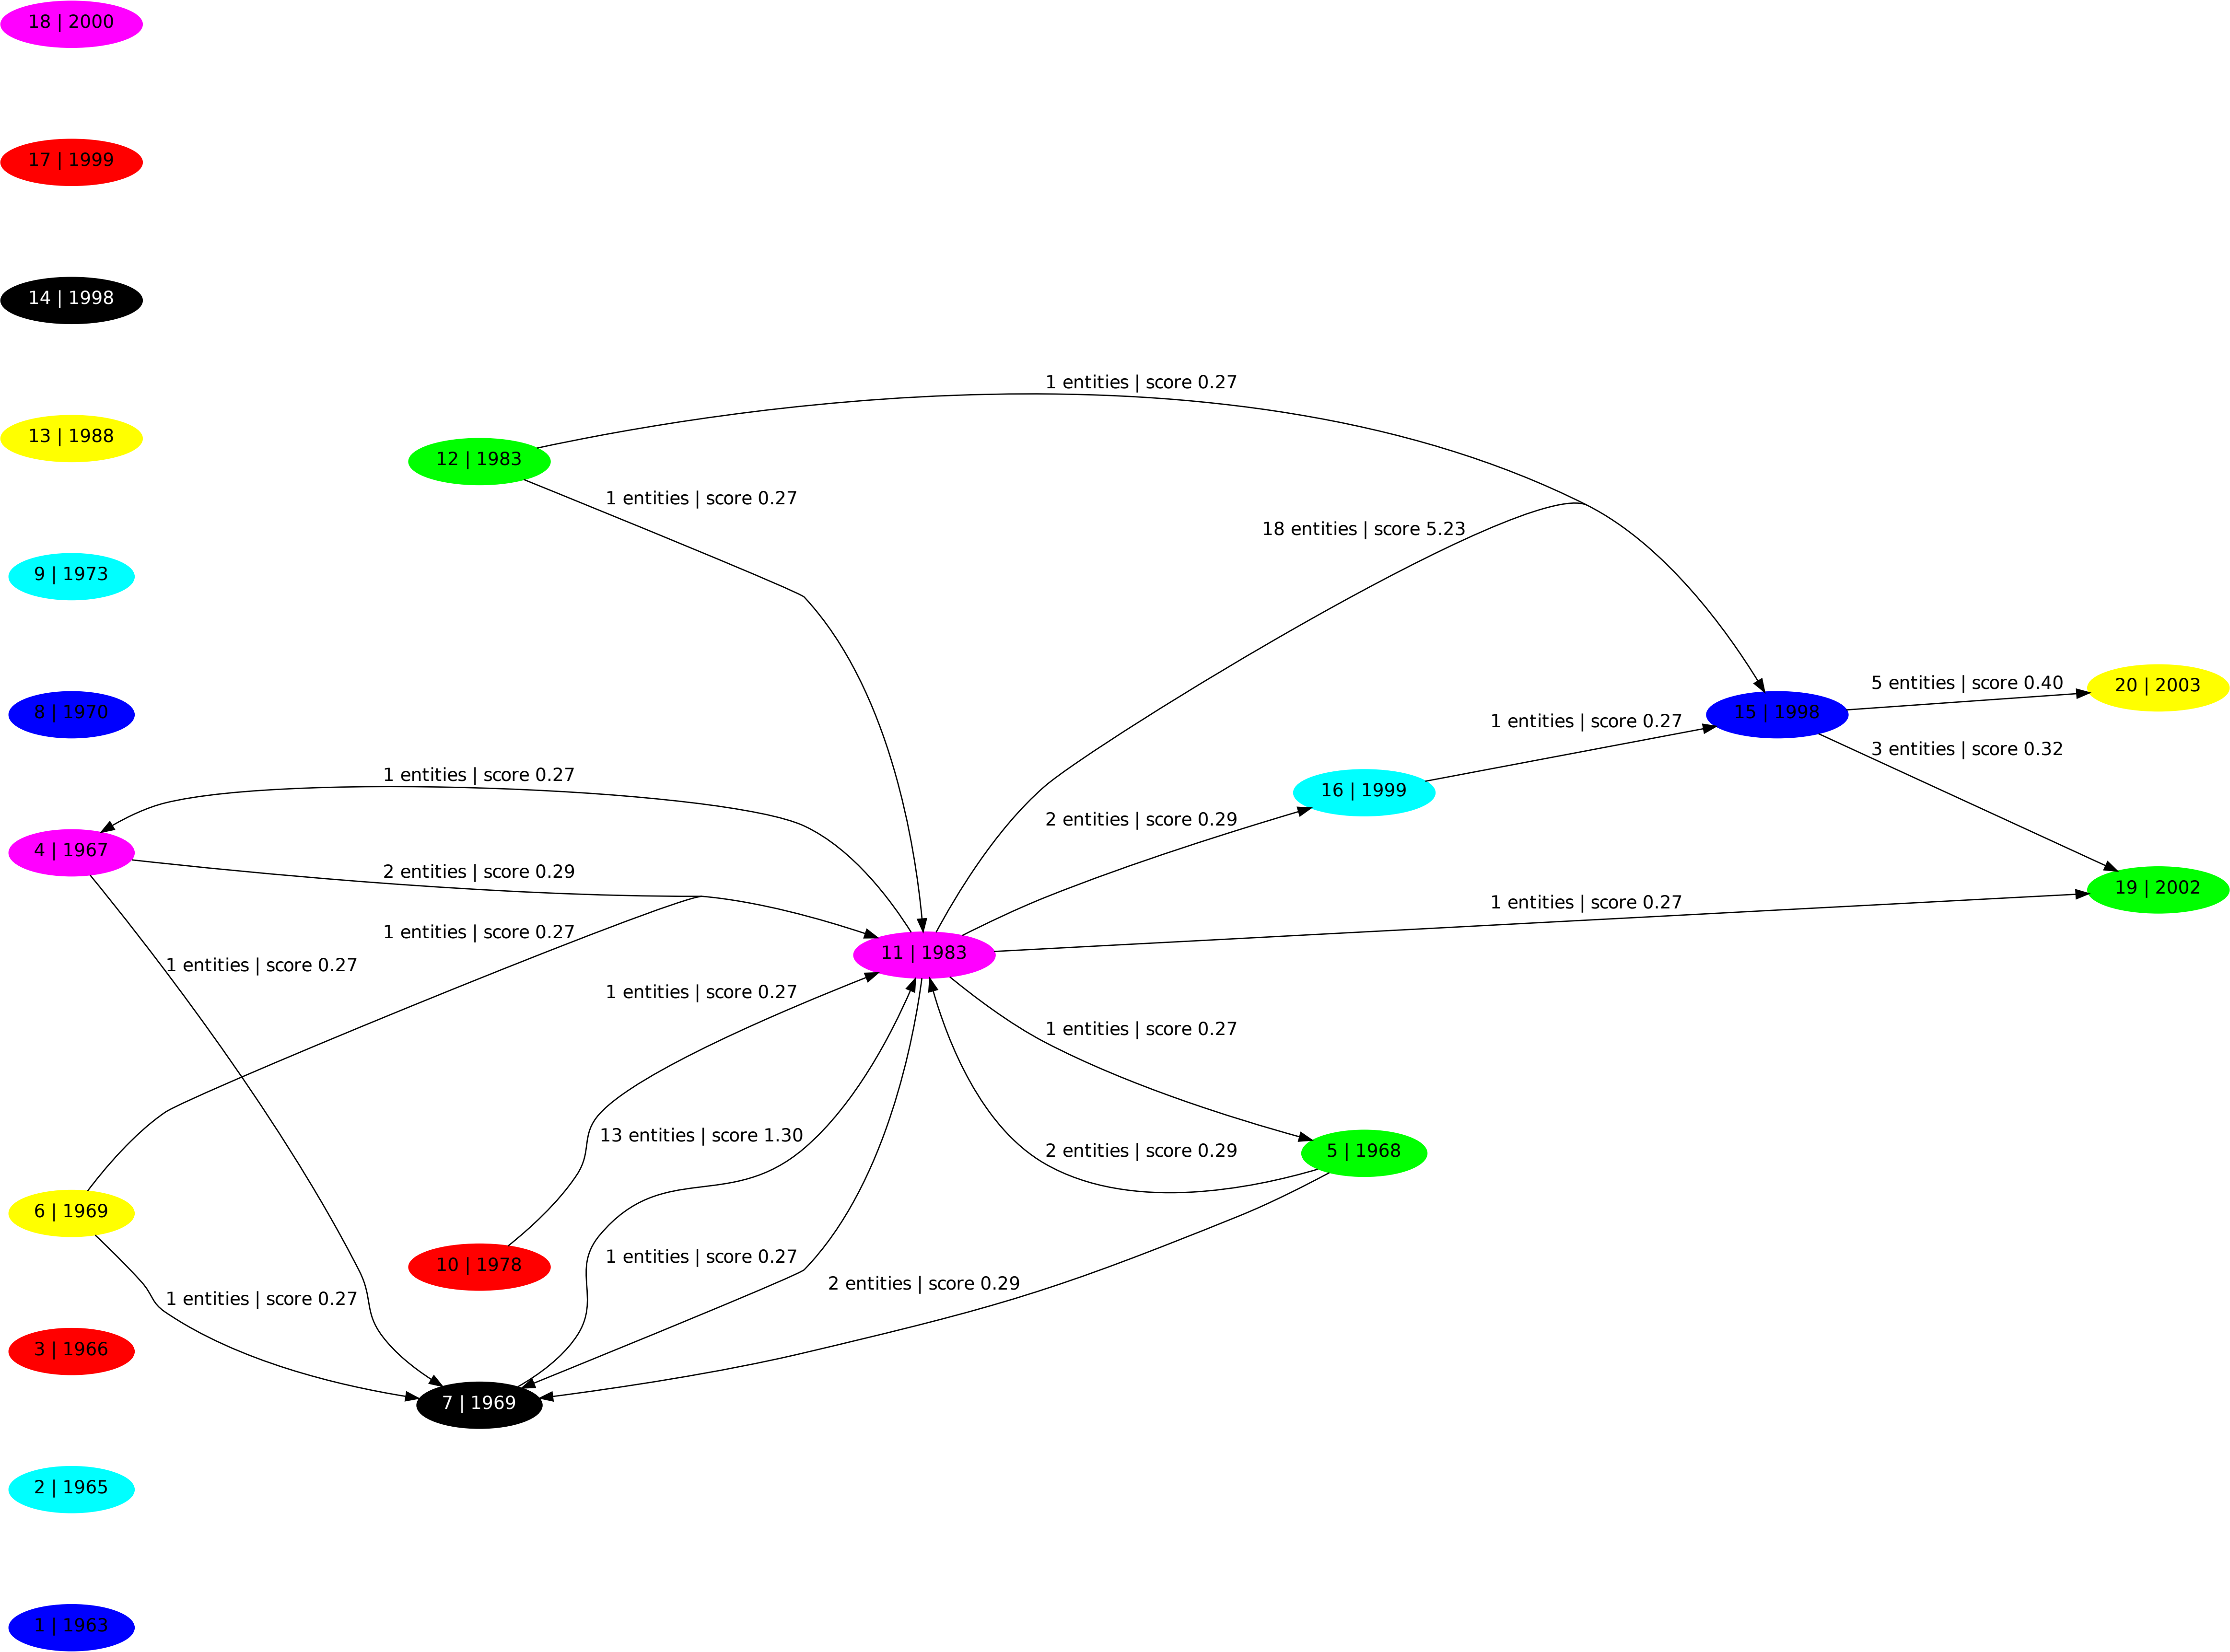 18 | 2000
17 | 1999
14 | 1998
1 entities | score 0.27
13 | 1988
12 | 1983
1 entities | score 0.27
18 entities | score 5.23
9 | 1973
5 entities | score 0.40
20 | 2003
8 | 1970
15 | 1998
1 entities | score 0.27
3 entities | score 0.32
1 entities | score 0.27
16 | 1999
2 entities | score 0.29
4 | 1967
2 entities | score 0.29
19 | 2002
1 entities | score 0.27
1 entities | score 0.27
11 | 1983
1 entities | score 0.27
1 entities | score 0.27
1 entities | score 0.27
13 entities | score 1.30
2 entities | score 0.29
5 | 1968
6 | 1969
1 entities | score 0.27
10 | 1978
2 entities | score 0.29
1 entities | score 0.27
3 | 1966
7 | 1969
2 | 1965
1 | 1963